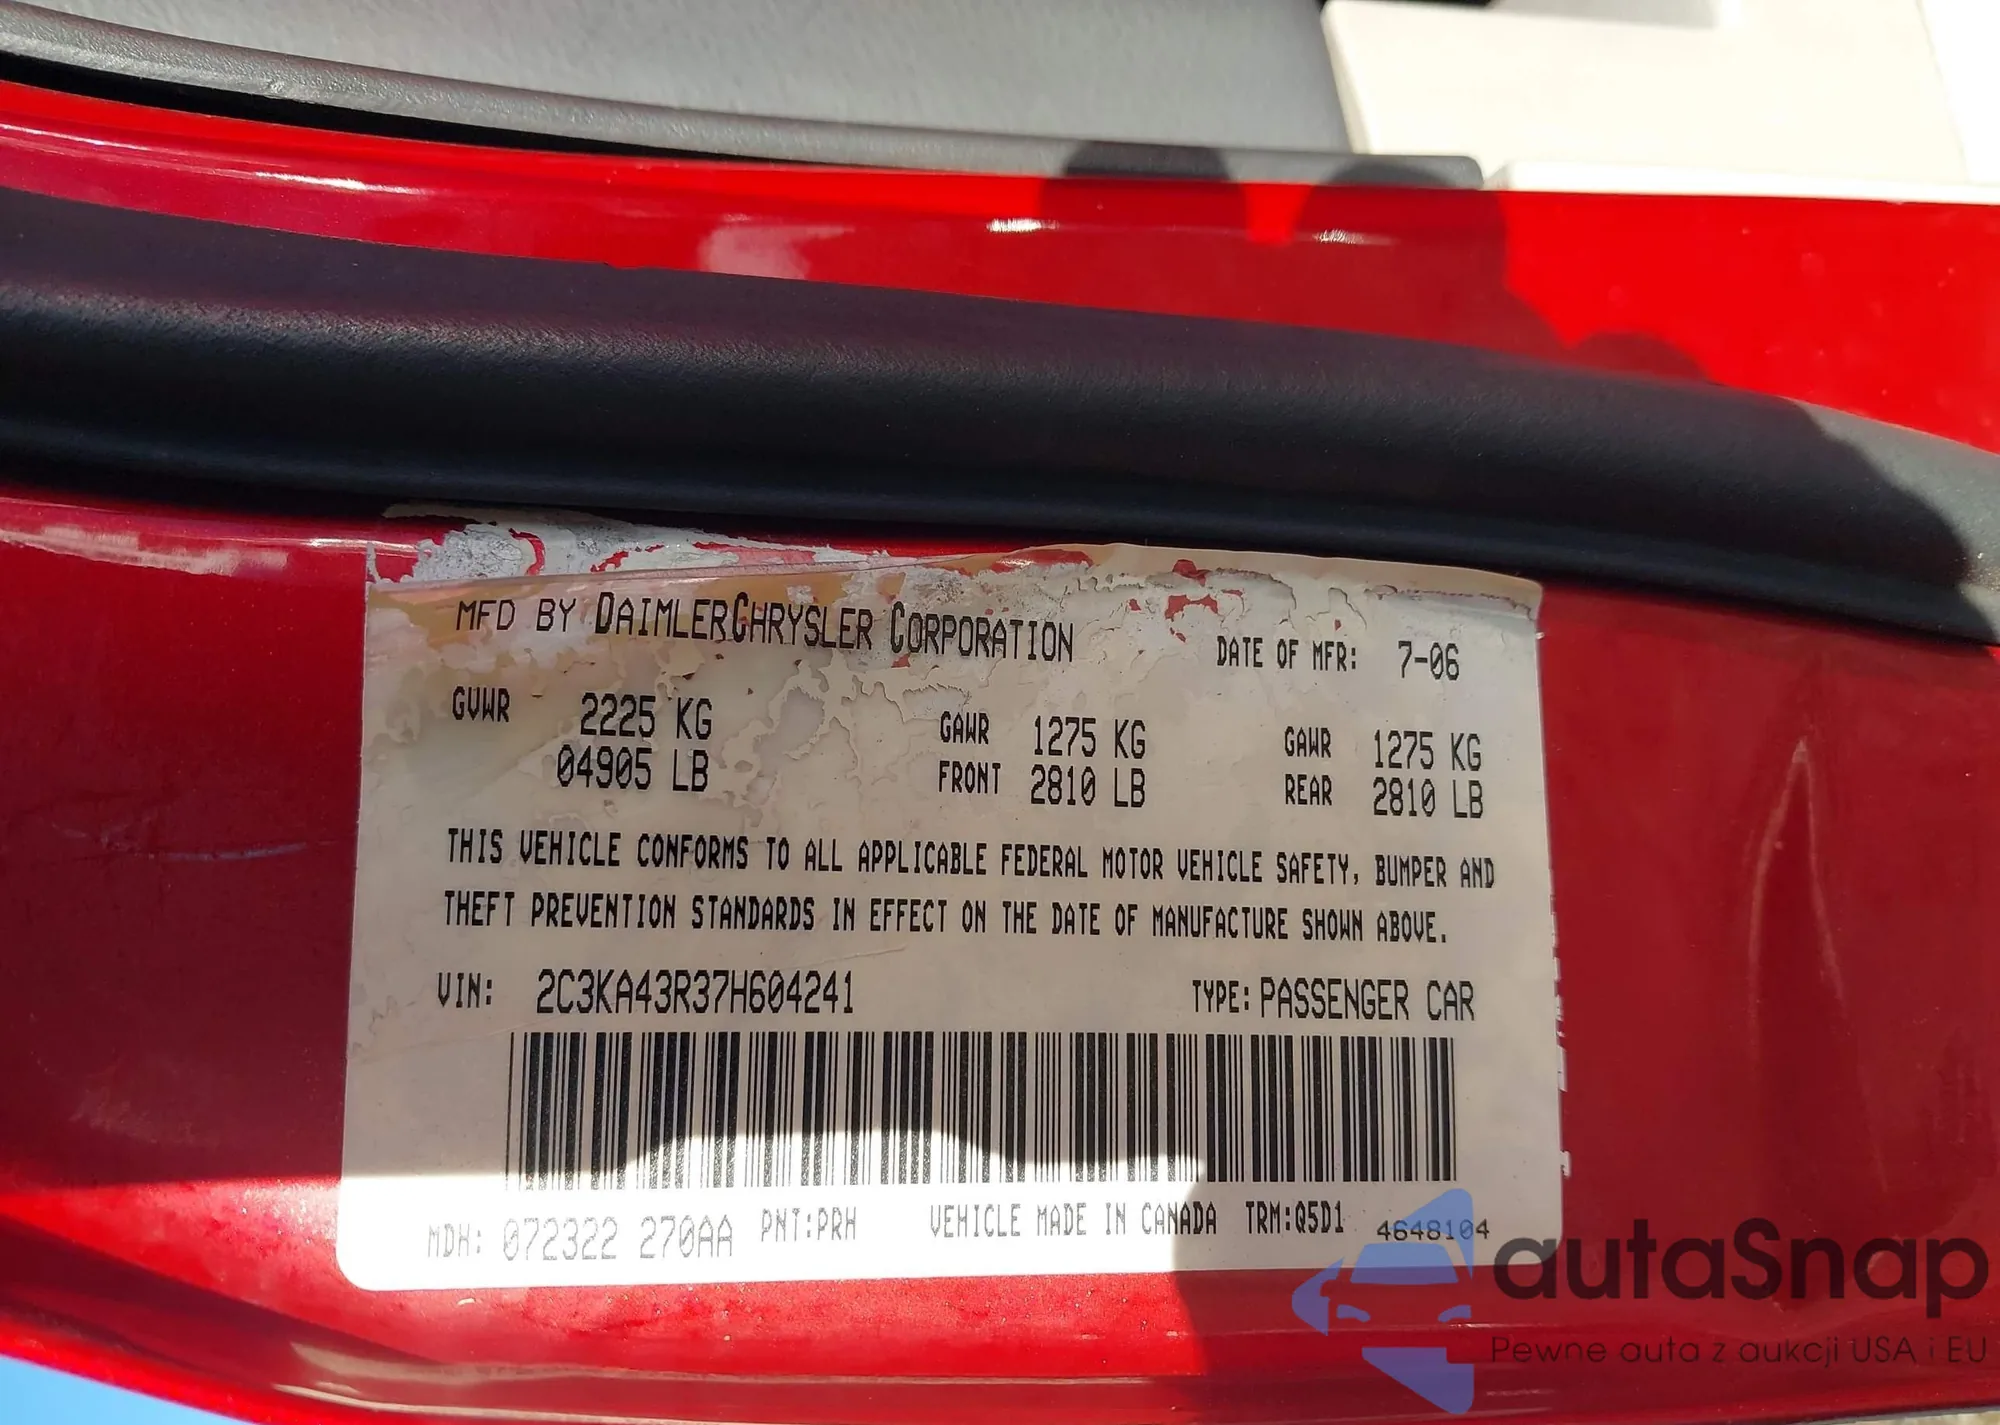 MFD BY DAIMLERCHRYSLER CORPORATION DATE OF MFR: 7-06
GVWR 2225 KG GAWR 1275 KG GAWR 1275 KG
04905 LB FRONT 2810 LB REAR 2810 LB
THIS VEHICLE CONFORMS TO ALL APPLICABLE FEDERAL MOTOR VEHICLE SAFETY, BUMPER AND
THEFT PREVENTION STANDARDS IN EFFECT ON THE DATE OF MANUFACTURE SHOWN ABOVE.
VIN: 2C3KA43R37H604241 TYPE: PASSENGER CAR
MDH: 072322 270AA PNT:PRH VEHICLE MADE IN CANADA TRM:Q5D1 4648104
autaSnap
Pewne auta z aukcji USA i EU